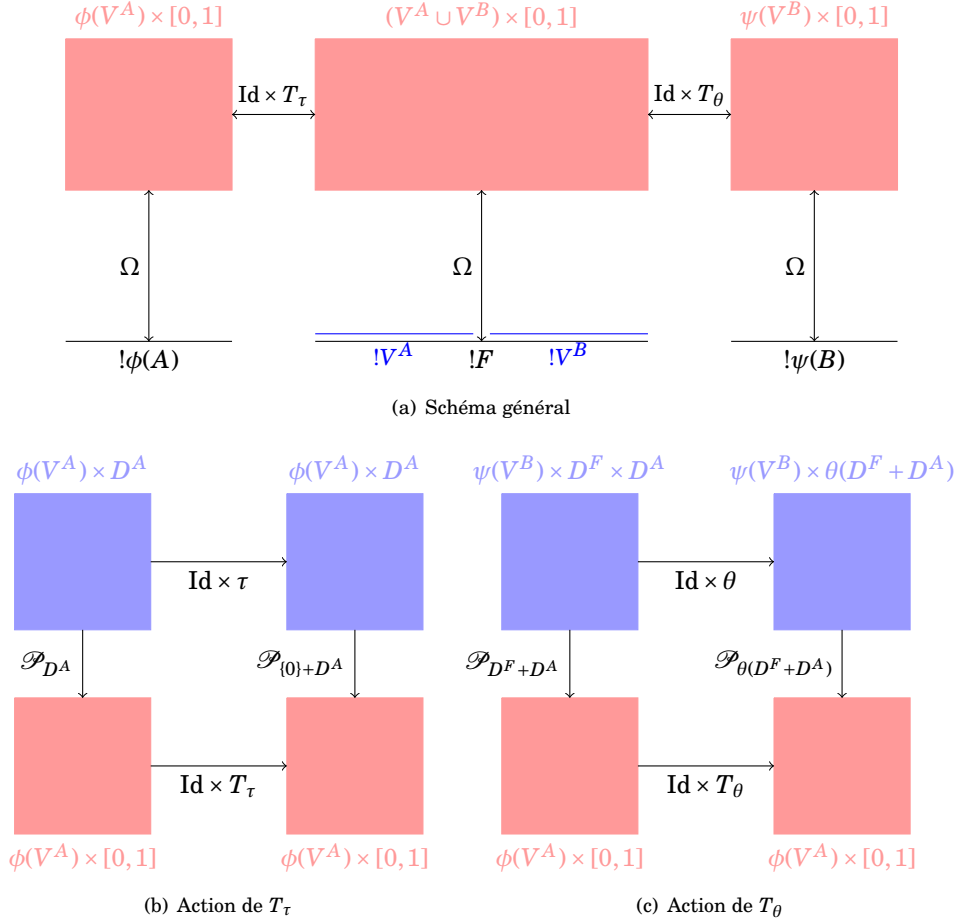 ϕ(V^A) × [0,1] (V^A ∪ V^B) × [0,1] ψ(V^B) × [0,1]
Id × T_τ Id × T_θ
Ω Ω Ω
!V^A !V^B
!ϕ(A) !F !ψ(B)
(a) Schéma général
ϕ(V^A) × D^A ϕ(V^A) × D^A ψ(V^B) × D^F × D^A ψ(V^B) × θ(D^F + D^A)
Id × τ Id × θ
𝒫_{D^A} 𝒫_{{0}+D^A} 𝒫_{D^F+D^A} 𝒫_{θ(D^F+D^A)}
Id × T_τ Id × T_θ
ϕ(V^A) × [0,1] ϕ(V^A) × [0,1] ϕ(V^A) × [0,1] ϕ(V^A) × [0,1]
(b) Action de T_τ (c) Action de T_θ